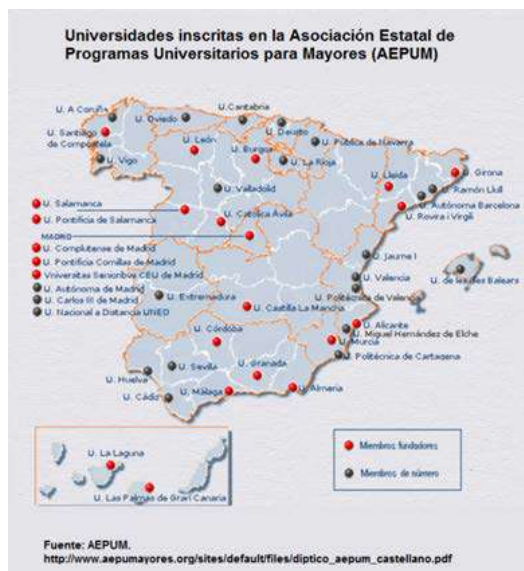 Universidades inscritas en la Asociación Estatal de
Programas Universitarios para Mayores (AEPUM)
U. A Coruña
U. Oviedo
U.Cantabria
U. Deusto
U. Santiago
de Compostela
U. León
U. Burgos
U. Pública de Navarra
U. Vigo
U. La Rioja
U. Lleida
U. Girona
U. Ramón Llull
U. Valladolid
U. Autónoma Barcelona
U. Rovira i Virgili
U. Salamanca
U. Pontificia de Salamanca
U. Católica Ávila
MADRID
U. Complutense de Madrid
U. Pontificia Comillas de Madrid
Universitas Senioribus CEU de Madrid
U. Autónoma de Madrid
U. Carlos III de Madrid
U. Nacional a Distancia UNED
U. Jaume I
U. Valencia
U. Politécnica de Valencia
U. de les Illes Balears
U. Extremadura
U. Castilla La Mancha
U. Alicante
U. Miguel Hernández de Elche
U. Murcia
U. Politécnica de Cartagena
U. Córdoba
U. Huelva
U. Sevilla
U. Granada
U. Cádiz
U. Málaga
U. Almería
U. La Laguna
U. Las Palmas de Gran Canaria
Miembros fundadores
Miembros de número
Fuente: AEPUM.
http://www.aepumayores.org/sites/default/files/diptico_aepum_castellano.pdf